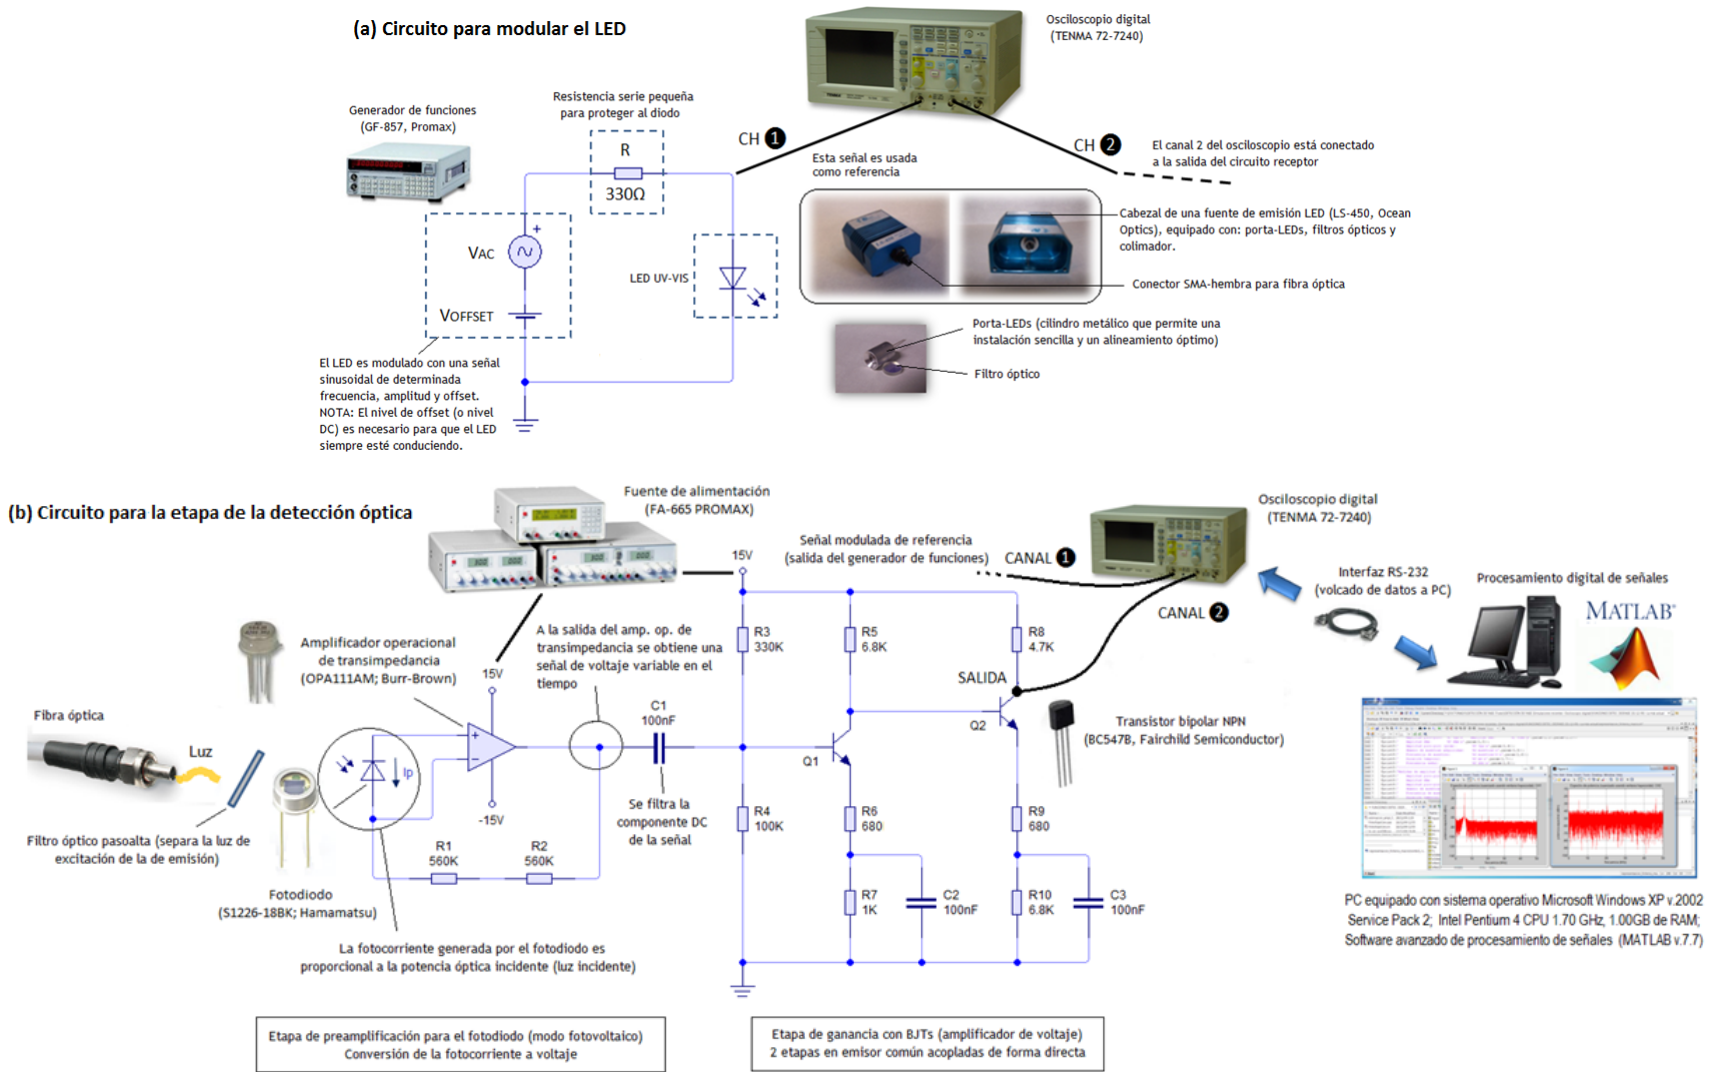 (a) Circuito para modular el LED
Osciloscopio digital
(TENMA 72-7240)
Generador de funciones
(GF-857, Promax)
Resistencia serie pequeña
para proteger al diodo
R
330Ω
CH 1
CH 2
El canal 2 del osciloscopio está conectado
a la salida del circuito receptor
Esta señal es usada
como referencia
VAC
+
VOFFSET
LED UV-VIS
Cabezal de una fuente de emisión LED (LS-450, Ocean
Optics), equipado con: porta-LEDs, filtros ópticos y
colimador.
Conector SMA-hembra para fibra óptica
Porta-LEDs (cilindro metálico que permite una
instalación sencilla y un alineamiento óptimo)
Filtro óptico
El LED es modulado con una señal
sinusoidal de determinada
frecuencia, amplitud y offset.
NOTA: El nivel de offset (o nivel
DC) es necesario para que el LED
siempre esté conduciendo.
(b) Circuito para la etapa de la detección óptica
Fuente de alimentación
(FA-665 PROMAX)
Osciloscopio digital
(TENMA 72-7240)
Señal modulada de referencia
(salida del generador de funciones)
CANAL 1
CANAL 2
Interfaz RS-232
(volcado de datos a PC)
Procesamiento digital de señales
MATLAB
15V
Amplificador operacional
de transimpedancia
(OPA111AM; Burr-Brown)
A la salida del amp. op. de
transimpedancia se obtiene una
señal de voltaje variable en el
tiempo
R3
330K
R5
6.8K
R8
4.7K
SALIDA
15V
-15V
+
−
Fibra óptica
Luz
Ip
C1
100nF
Q1
Q2
Transistor bipolar NPN
(BC547B, Fairchild Semiconductor)
Se filtra la
componente DC
de la señal
R4
100K
R6
680
R9
680
Filtro óptico pasoalta (separa la luz de
excitación de la de emisión)
R1
560K
R2
560K
Fotodiodo
(S1226-18BK; Hamamatsu)
R7
1K
C2
100nF
R10
6.8K
C3
100nF
La fotocorriente generada por el fotodiodo es
proporcional a la potencia óptica incidente (luz incidente)
PC equipado con sistema operativo Microsoft Windows XP v.2002
Service Pack 2; Intel Pentium 4 CPU 1.70 GHz, 1.00GB de RAM;
Software avanzado de procesamiento de señales (MATLAB v.7.7)
Etapa de preamplificación para el fotodiodo (modo fotovoltaico)
Conversión de la fotocorriente a voltaje
Etapa de ganancia con BJTs (amplificador de voltaje)
2 etapas en emisor común acopladas de forma directa